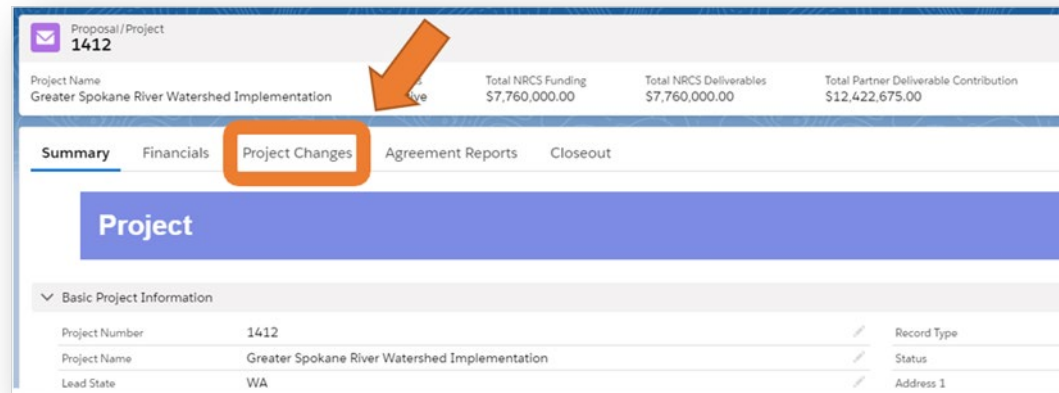 Proposal/Project
1412
Project Name
Greater Spokane River Watershed Implementation
Total NRCS Funding
$7,760,000.00
Total NRCS Deliverables
$7,760,000.00
Total Partner Deliverable Contribution
$12,422,675.00
Summary Financials Project Changes Agreement Reports Closeout
Project
Basic Project Information
Project Number 1412 Record Type
Project Name Greater Spokane River Watershed Implementation Status
Lead State WA Address 1